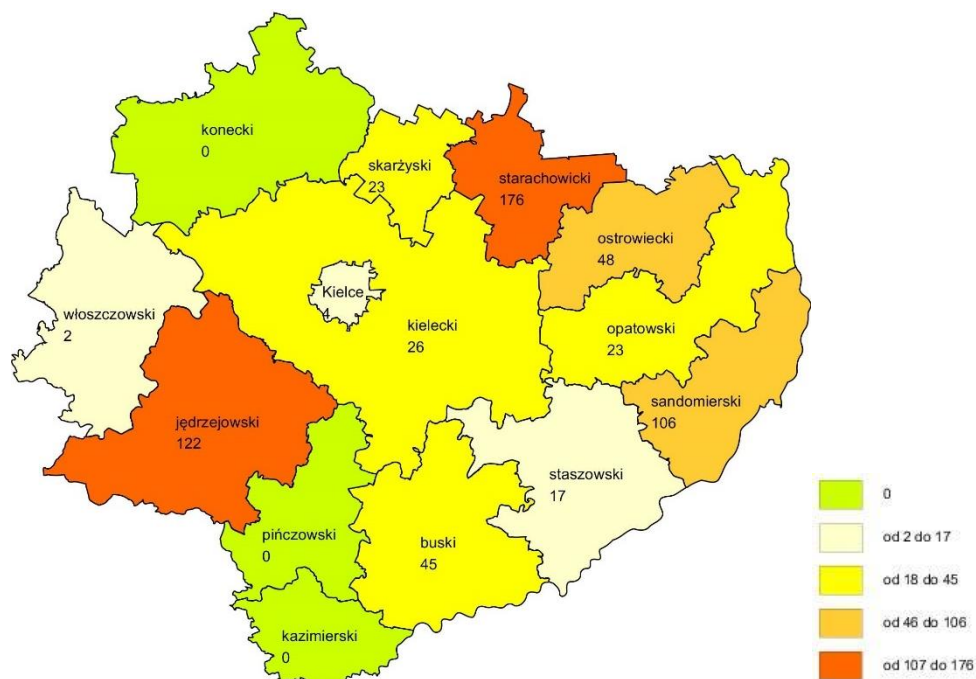 konecki
0
skarżyski
23
starachowicki
176
ostrowiecki
48
włoszczowski
2
Kielce
4
kielecki
26
opatowski
23
jędrzejowski
122
sandomierski
106
staszowski
17
pińczowski
0
buski
45
kazimierski
0
0
od 2 do 17
od 18 do 45
od 46 do 106
od 107 do 176